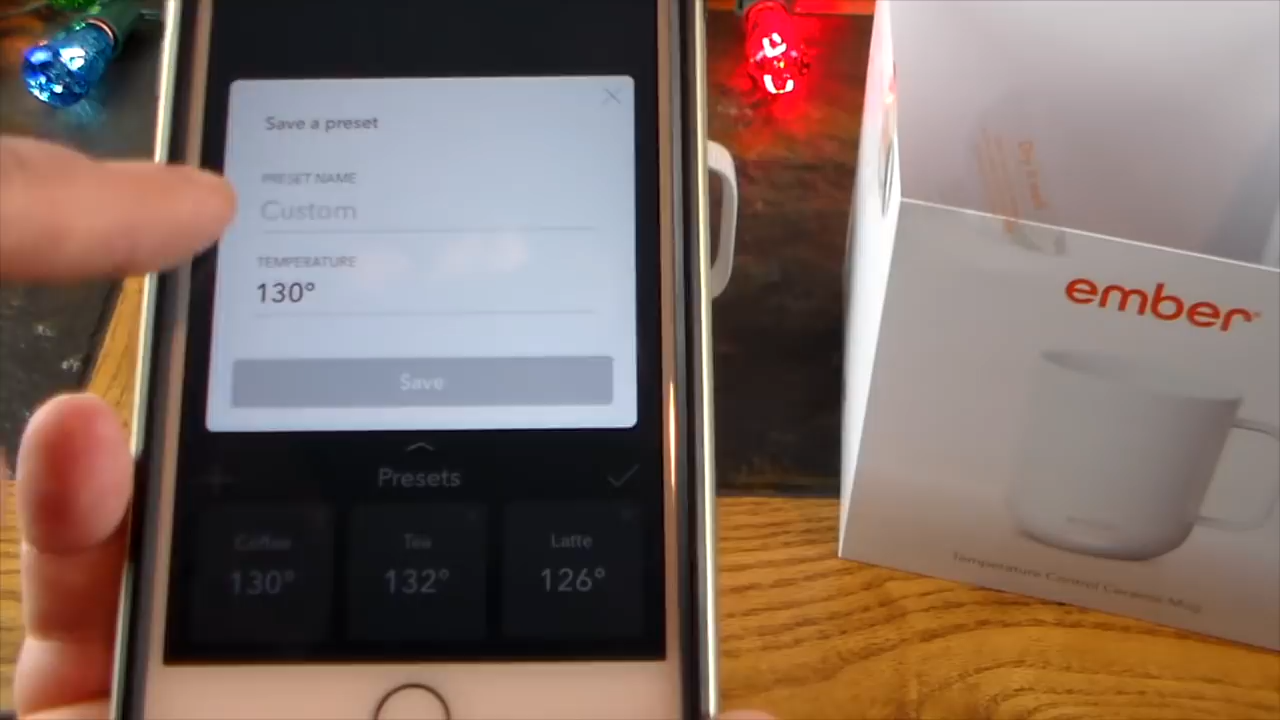 Save a preset
PRESET NAME
Custom
TEMPERATURE
130°
Save
Presets
Coffee
130°
Tea
132°
Latte
126°
ember®
Temperature Control Ceramic Mug